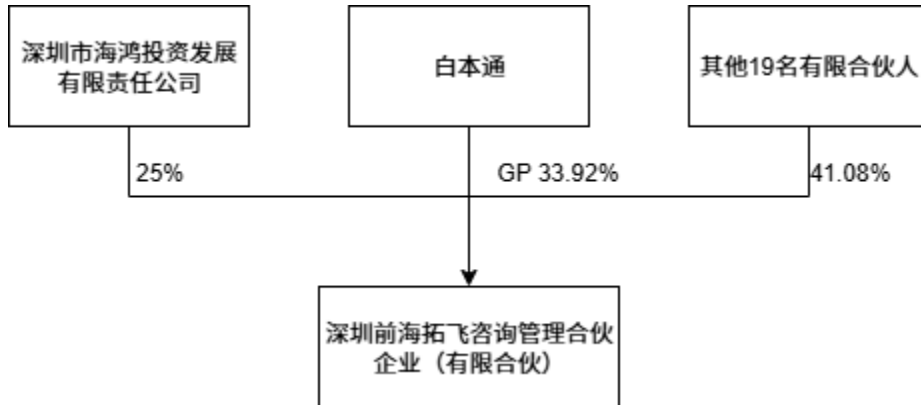 深圳市海鸿投资发展
有限责任公司
白本通
其他19名有限合伙人
25%
GP 33.92%
41.08%
深圳前海拓飞咨询管理合伙
企业（有限合伙）